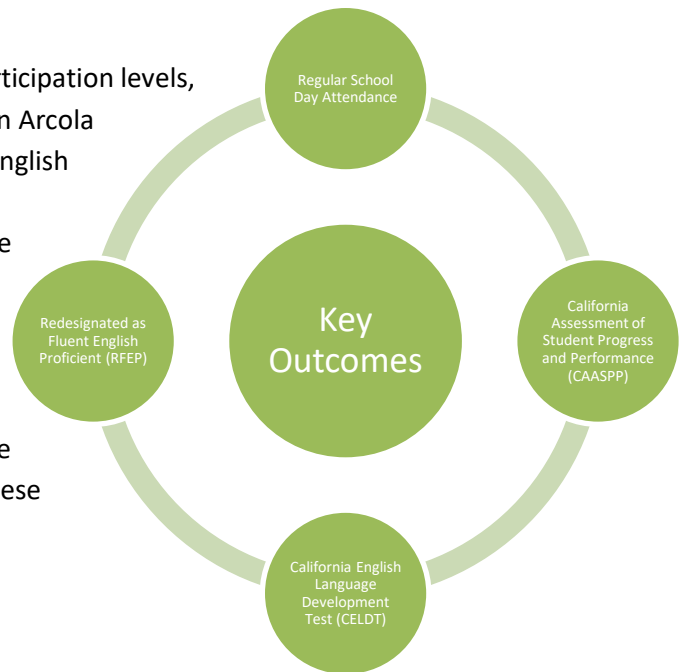 rticipation levels,
n Arcola
nglish
e
e
ese
Regular School
Day Attendance
Redesignated as
Fluent English
Proficient (RFEP)
Key
Outcomes
California
Assessment of
Student Progress
and Performance
(CAASPP)
California English
Language
Development
Test (CELDT)